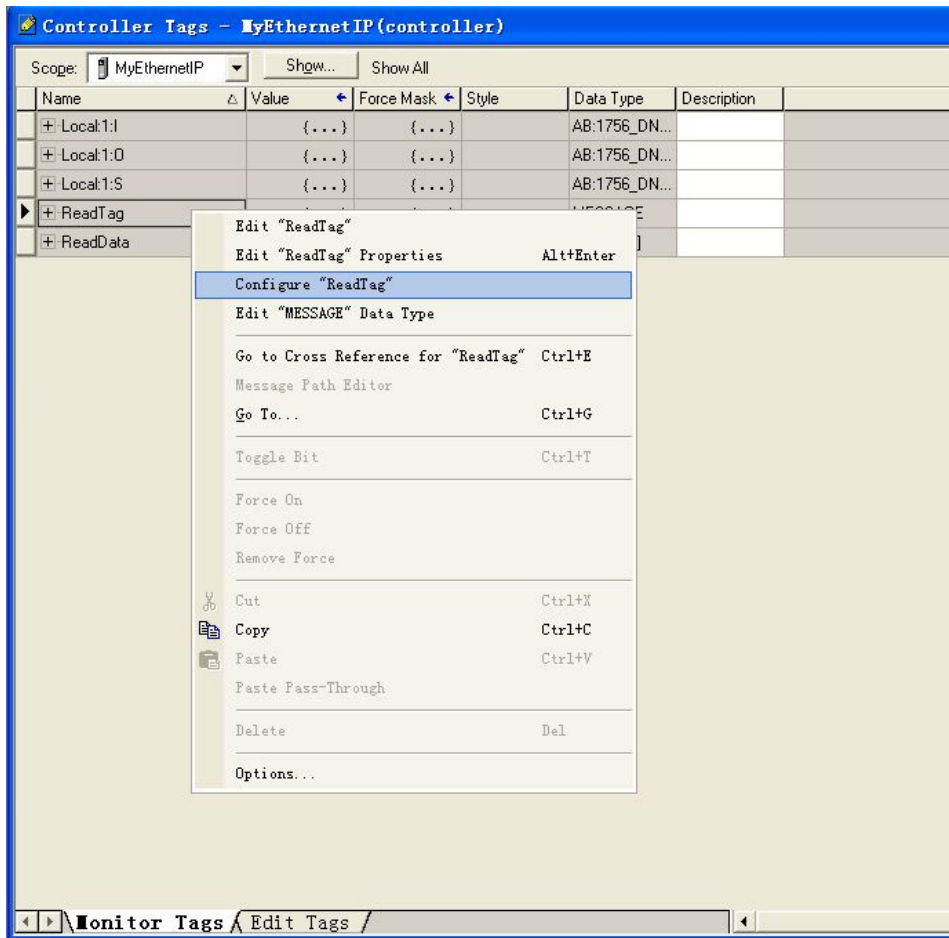 Controller Tags - MyEthernetIP(controller)
Scope: MyEthernetIP Show... Show All
Name Value Force Mask Style Data Type Description
Local:1:I {...} {...} AB:1756_DN...
Local:1:O {...} {...} AB:1756_DN...
Local:1:S {...} {...} AB:1756_DN...
ReadTag
ReadData ]
Edit "ReadTag"
Edit "ReadTag" Properties Alt+Enter
Configure "ReadTag"
Edit "MESSAGE" Data Type
Go to Cross Reference for "ReadTag" Ctrl+E
Message Path Editor
Go To... Ctrl+G
Toggle Bit Ctrl+T
Force On
Force Off
Remove Force
Cut Ctrl+X
Copy Ctrl+C
Paste Ctrl+V
Paste Pass-Through
Delete Del
Options...
Monitor Tags Edit Tags